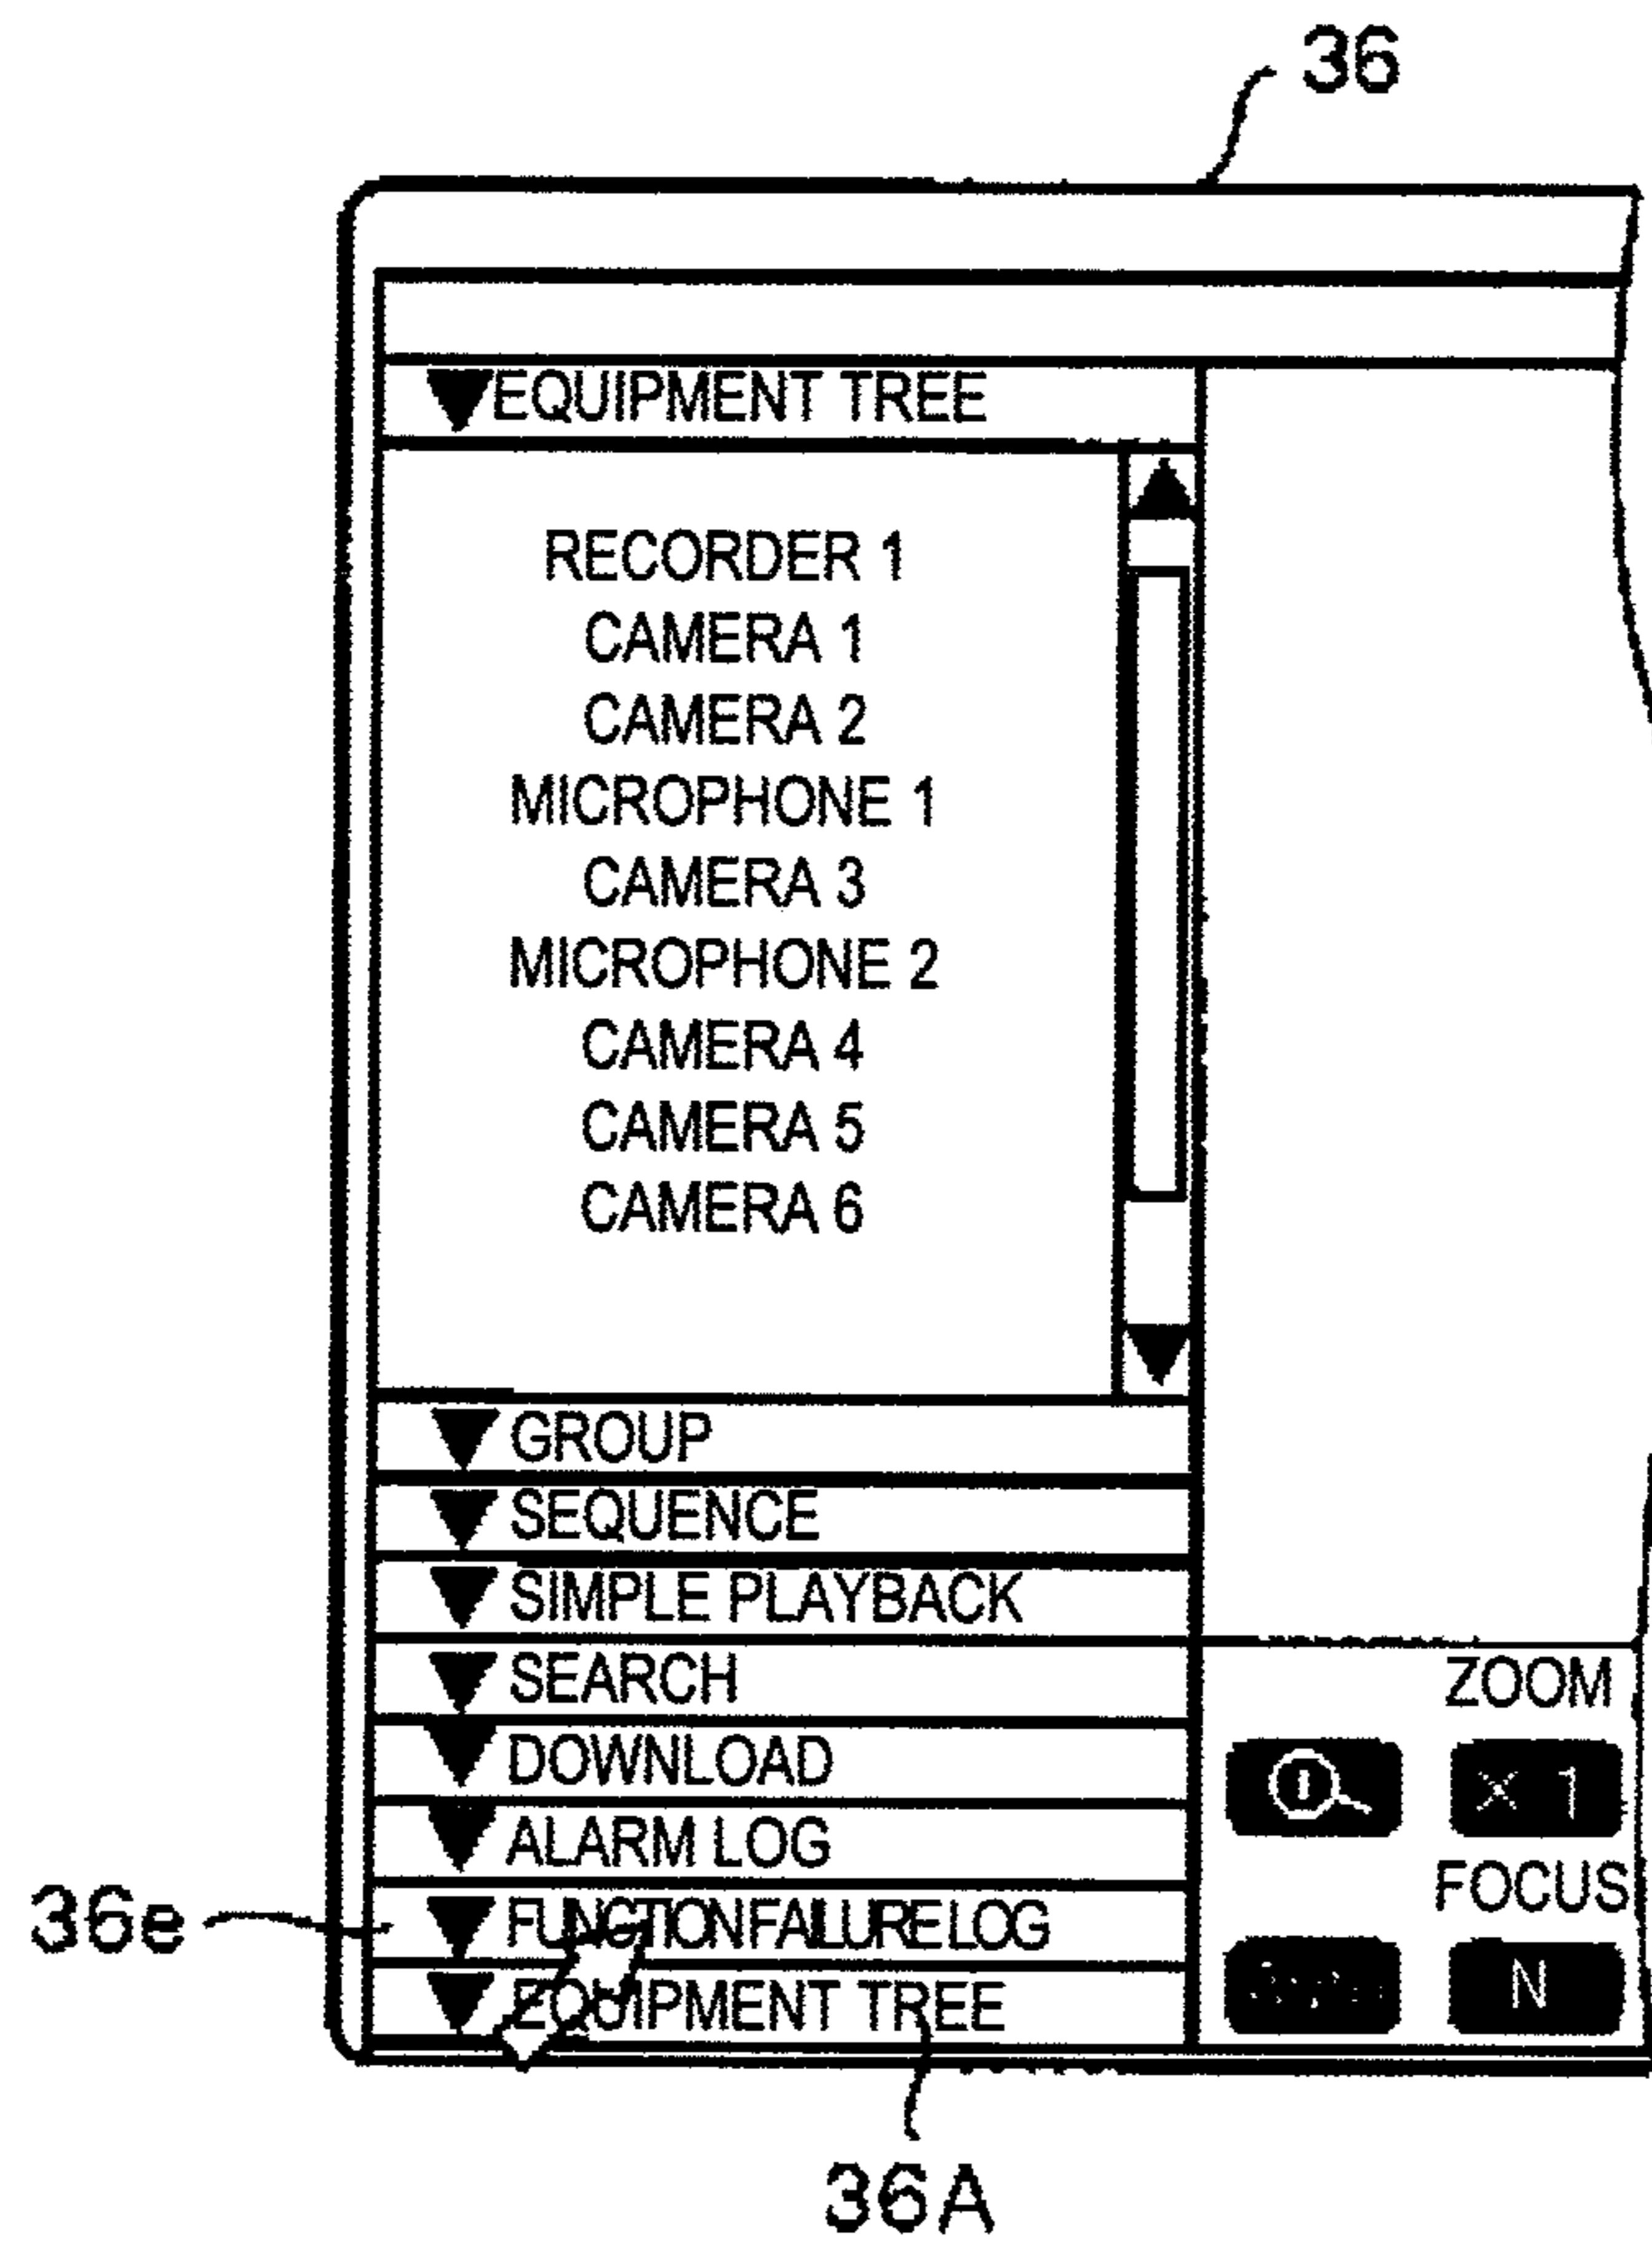 36
EQUIPMENT TREE
RECORDER 1
CAMERA 1
CAMERA 2
MICROPHONE 1
CAMERA 3
MICROPHONE 2
CAMERA 4
CAMERA 5
CAMERA 6
GROUP
SEQUENCE
SIMPLE PLAYBACK
SEARCH
DOWNLOAD
ALARM LOG
FUNCTION FAILURE LOG
EQUIPMENT TREE
ZOOM
× 1
FOCUS
N
36e
36A